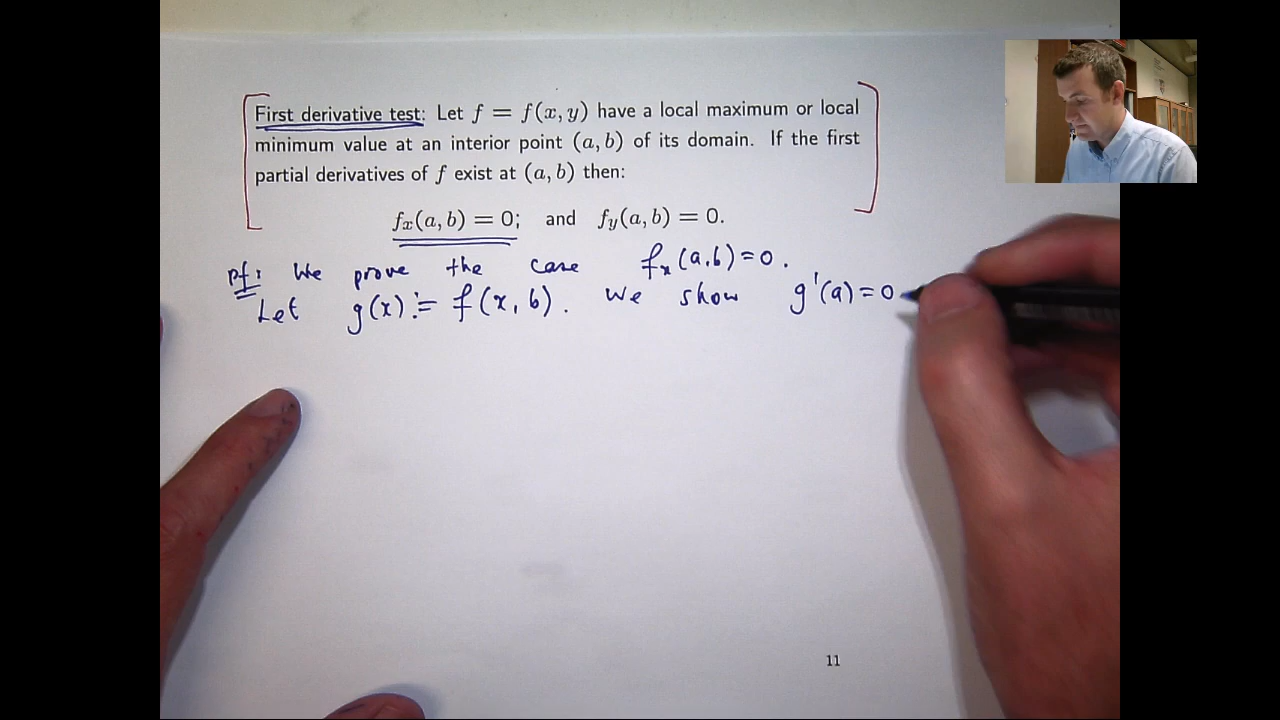 First derivative test: Let f = f(x, y) have a local maximum or local
minimum value at an interior point (a, b) of its domain. If the first
partial derivatives of f exist at (a, b) then:
fx(a, b) = 0; and fy(a, b) = 0.
pf: We prove the case fx(a,b)=0.
Let g(x) := f(x, b). We show g'(a)=0
11